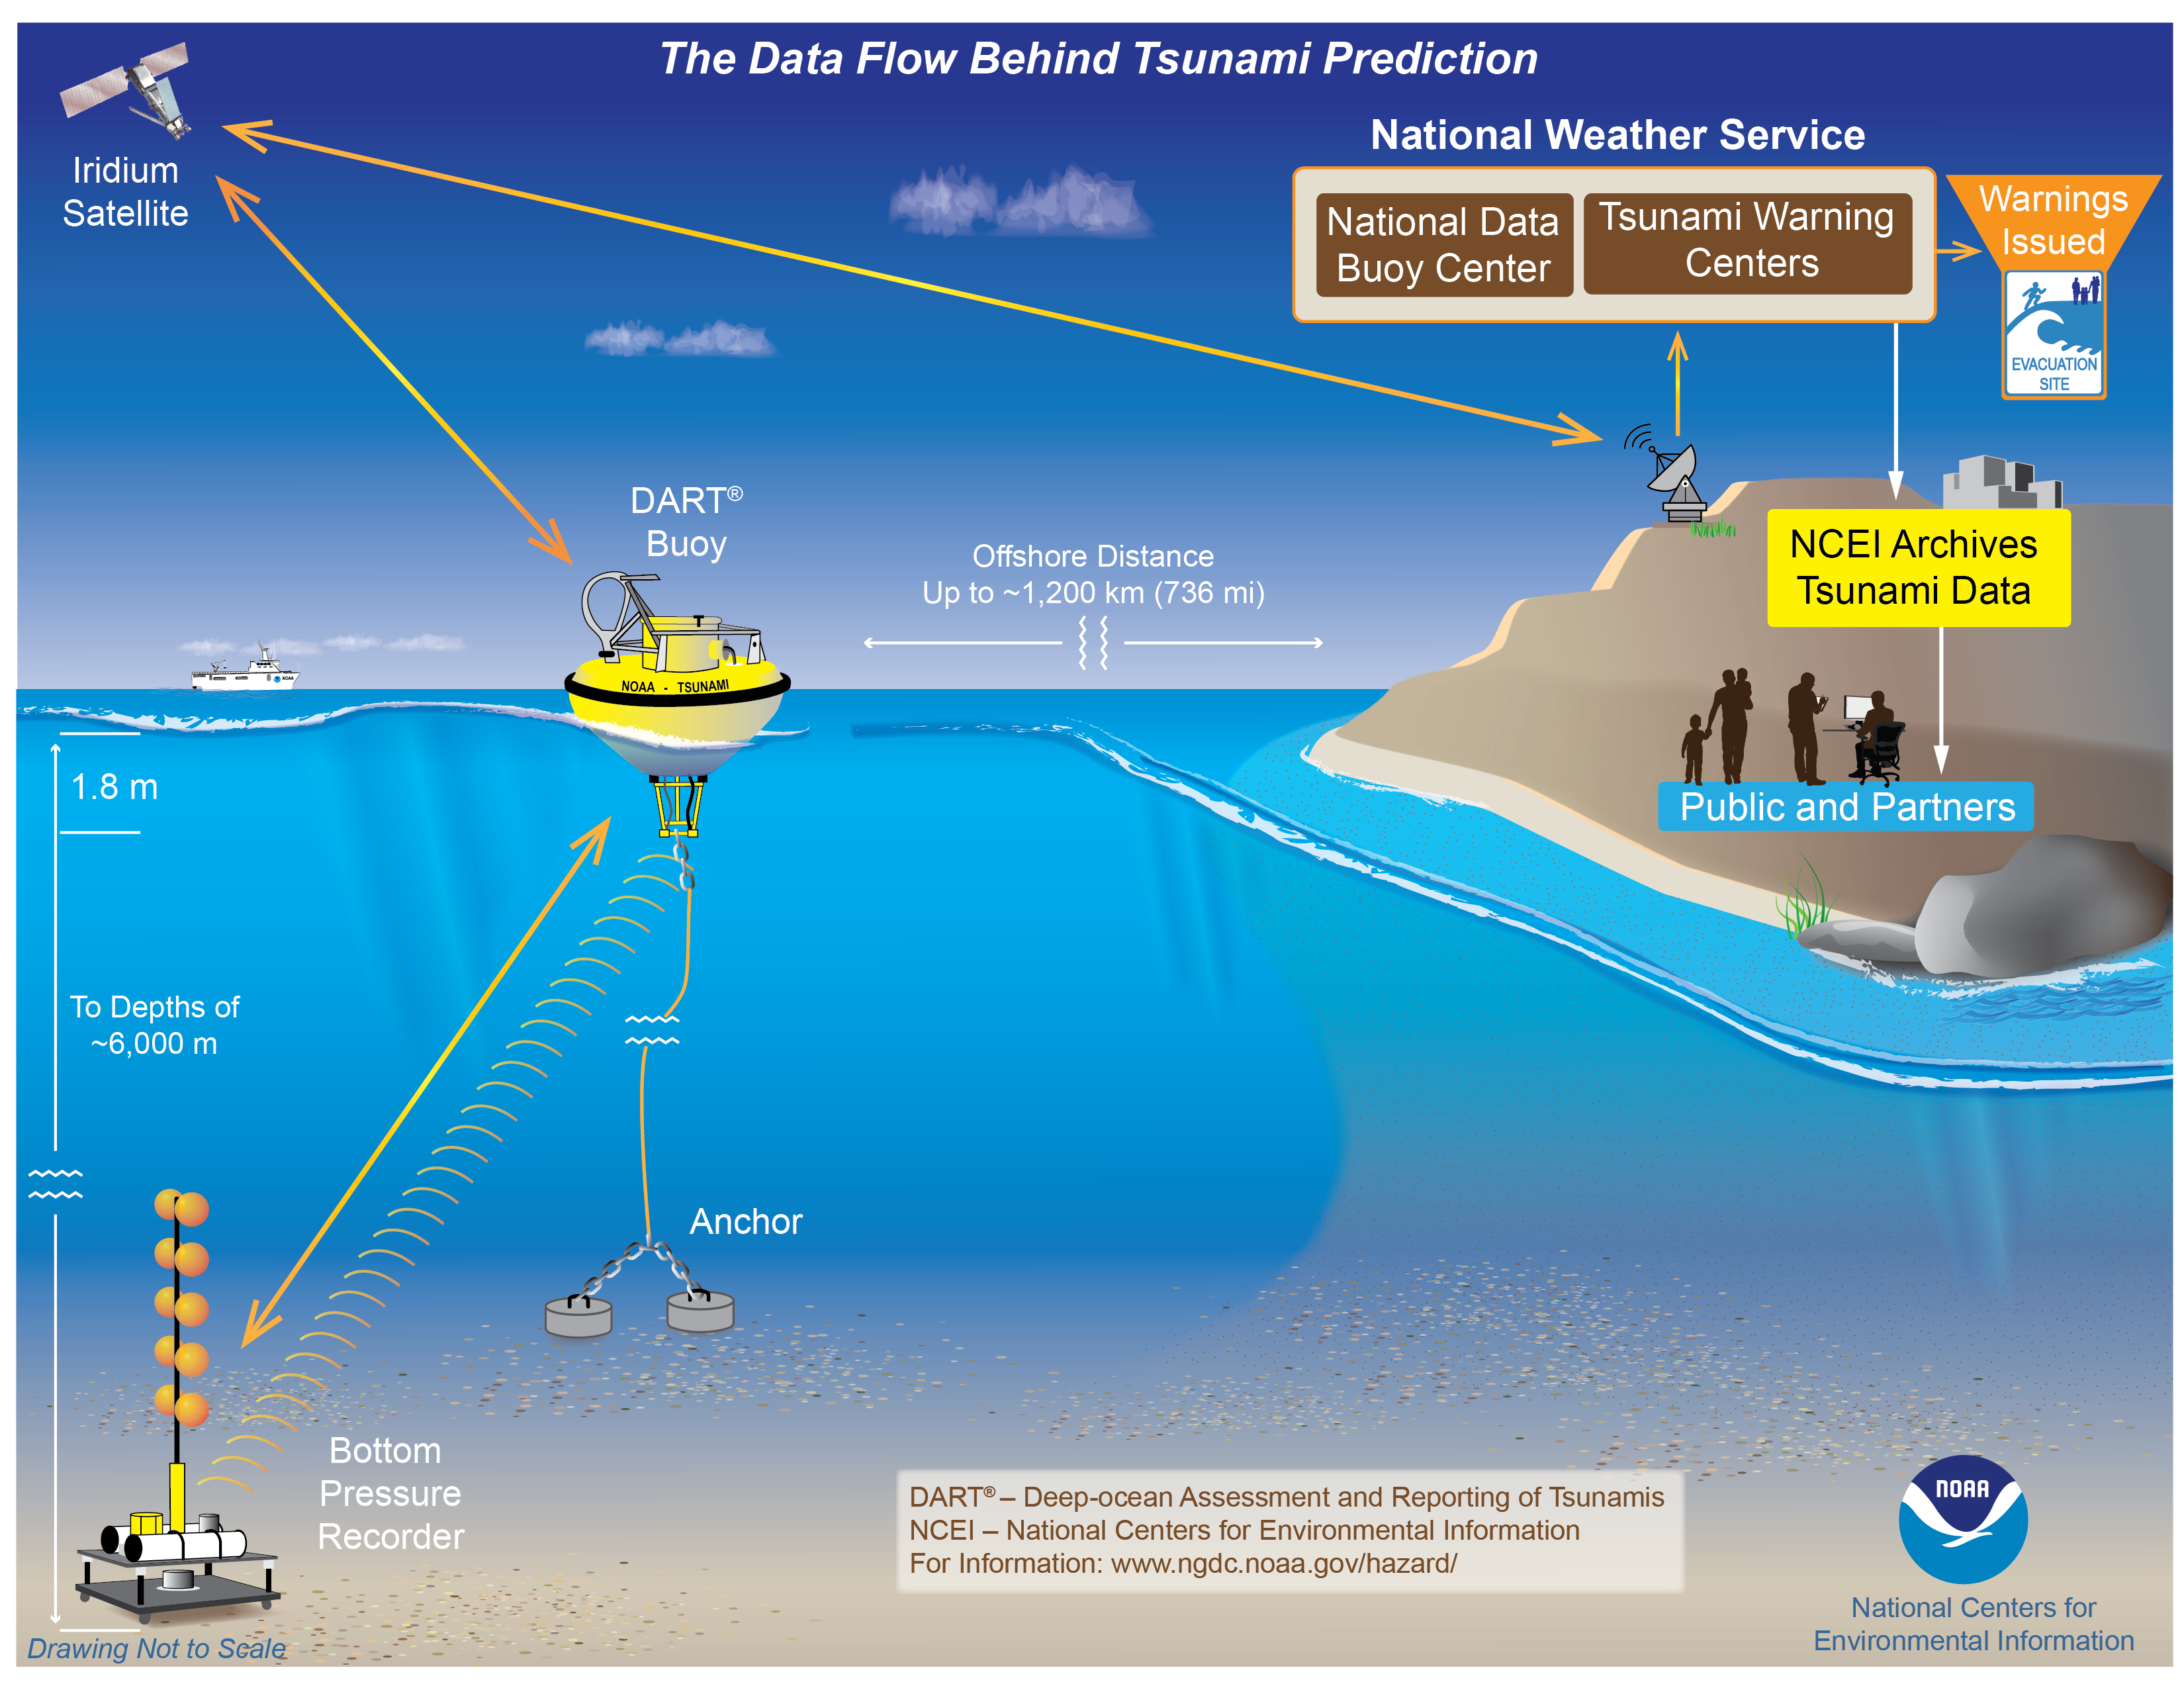 The Data Flow Behind Tsunami Prediction
Iridium
Satellite
National Weather Service
National Data
Buoy Center
Tsunami Warning
Centers
Warnings
Issued
EVACUATION
SITE
DART®
Buoy
Offshore Distance
Up to ~1,200 km (736 mi)
NCEI Archives
Tsunami Data
NOAA
NOAA - TSUNAMI
1.8 m
Public and Partners
To Depths of
~6,000 m
Anchor
Bottom
Pressure
Recorder
DART® – Deep-ocean Assessment and Reporting of Tsunamis
NCEI – National Centers for Environmental Information
For Information: www.ngdc.noaa.gov/hazard/
NOAA
National Centers for
Environmental Information
Drawing Not to Scale